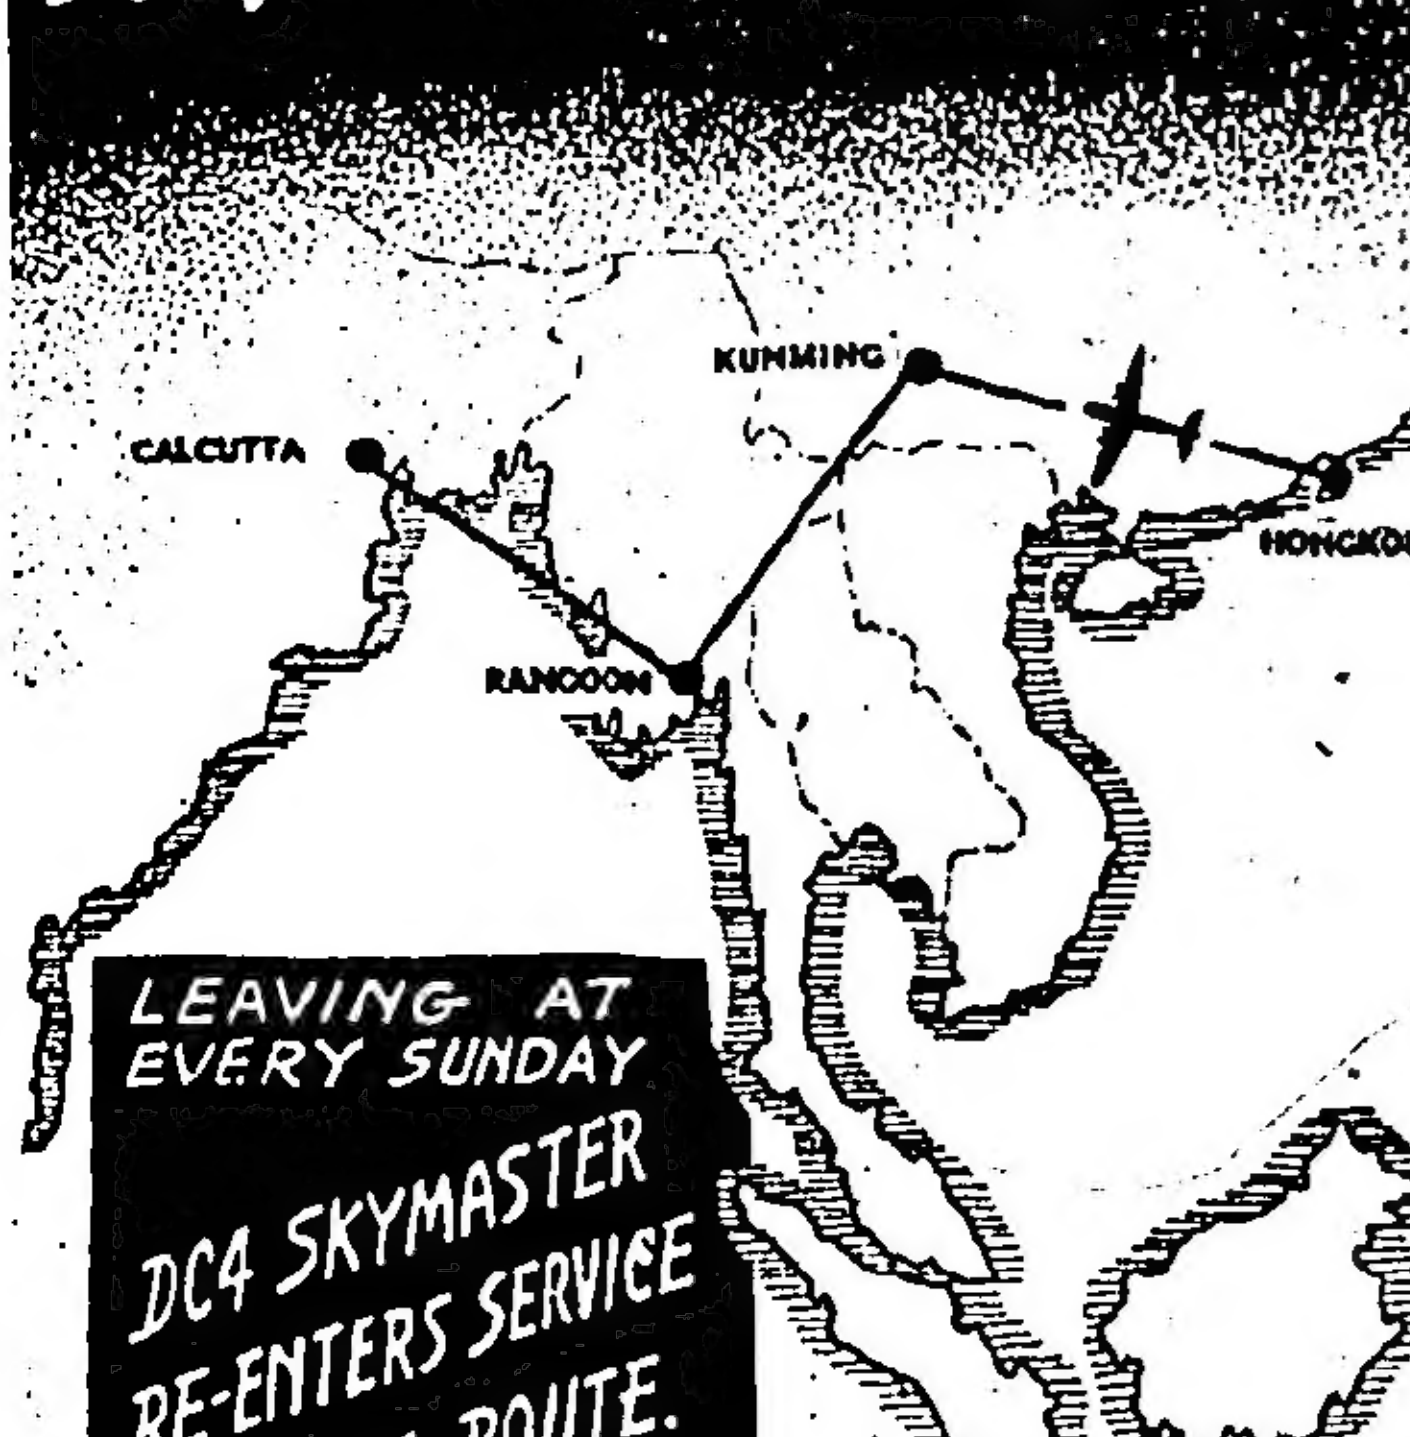 KUNMING
CALCUTTA
RANGOON
LEAVING AT
EVERY SUNDAY
DC4 SKYMASTER
RE-ENTERS SERVICE
ROUTE.